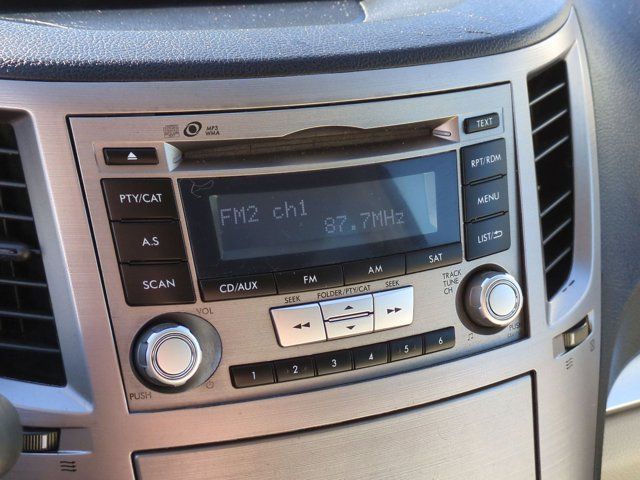 MP3
WMA
TEXT
PTY/CAT
A.S
SCAN
FM2 ch1
87.7MHz
RPT/RDM
MENU
LIST/
CD/AUX
FM
AM
SAT
VOL
PUSH
SEEK
FOLDER/PTY/CAT
SEEK
TRACK
TUNE
CH
PUSH
1
2
3
4
5
6